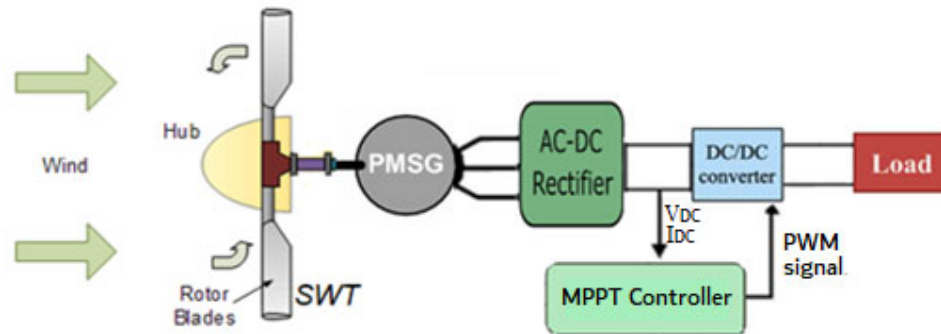 Wind
Hub
Rotor
Blades
SWT
PMSG
AC-DC
Rectifier
VDC
IDC
DC/DC
converter
Load
PWM
signal
MPPT Controller